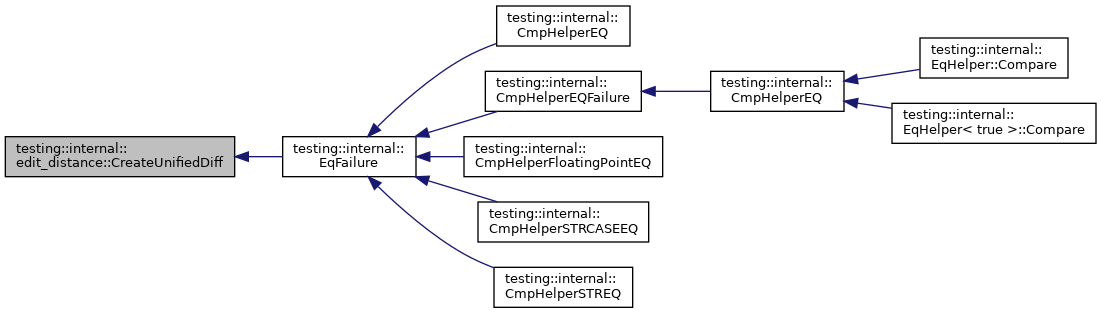 testing::internal::
edit_distance::CreateUnifiedDiff
testing::internal::
EqFailure
testing::internal::
CmpHelperEQ
testing::internal::
CmpHelperEQFailure
testing::internal::
CmpHelperEQ
testing::internal::
EqHelper::Compare
testing::internal::
EqHelper< true >::Compare
testing::internal::
CmpHelperFloatingPointEQ
testing::internal::
CmpHelperSTRCASEEQ
testing::internal::
CmpHelperSTREQ